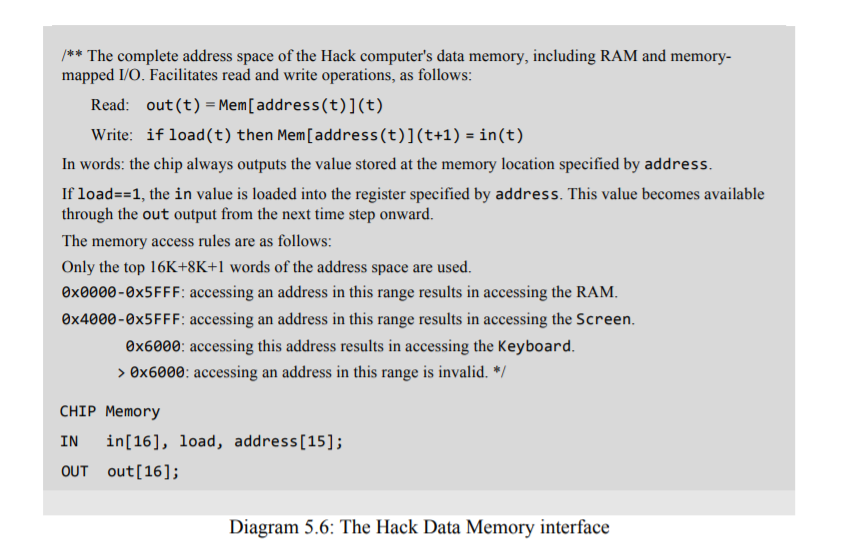 /** The complete address space of the Hack computer's data memory, including RAM and memory-
mapped I/O. Facilitates read and write operations, as follows:
Read: out(t) = Mem[address(t)](t)
Write: if load(t) then Mem[address(t)](t+1) = in(t)
In words: the chip always outputs the value stored at the memory location specified by address.
If load==1, the in value is loaded into the register specified by address. This value becomes available
through the out output from the next time step onward.
The memory access rules are as follows:
Only the top 16K+8K+1 words of the address space are used.
0x0000-0x5FFF: accessing an address in this range results in accessing the RAM.
0x4000-0x5FFF: accessing an address in this range results in accessing the Screen.
0x6000: accessing this address results in accessing the Keyboard.
> 0x6000: accessing an address in this range is invalid. */
CHIP Memory
IN in[16], load, address[15];
OUT out[16];
Diagram 5.6: The Hack Data Memory interface